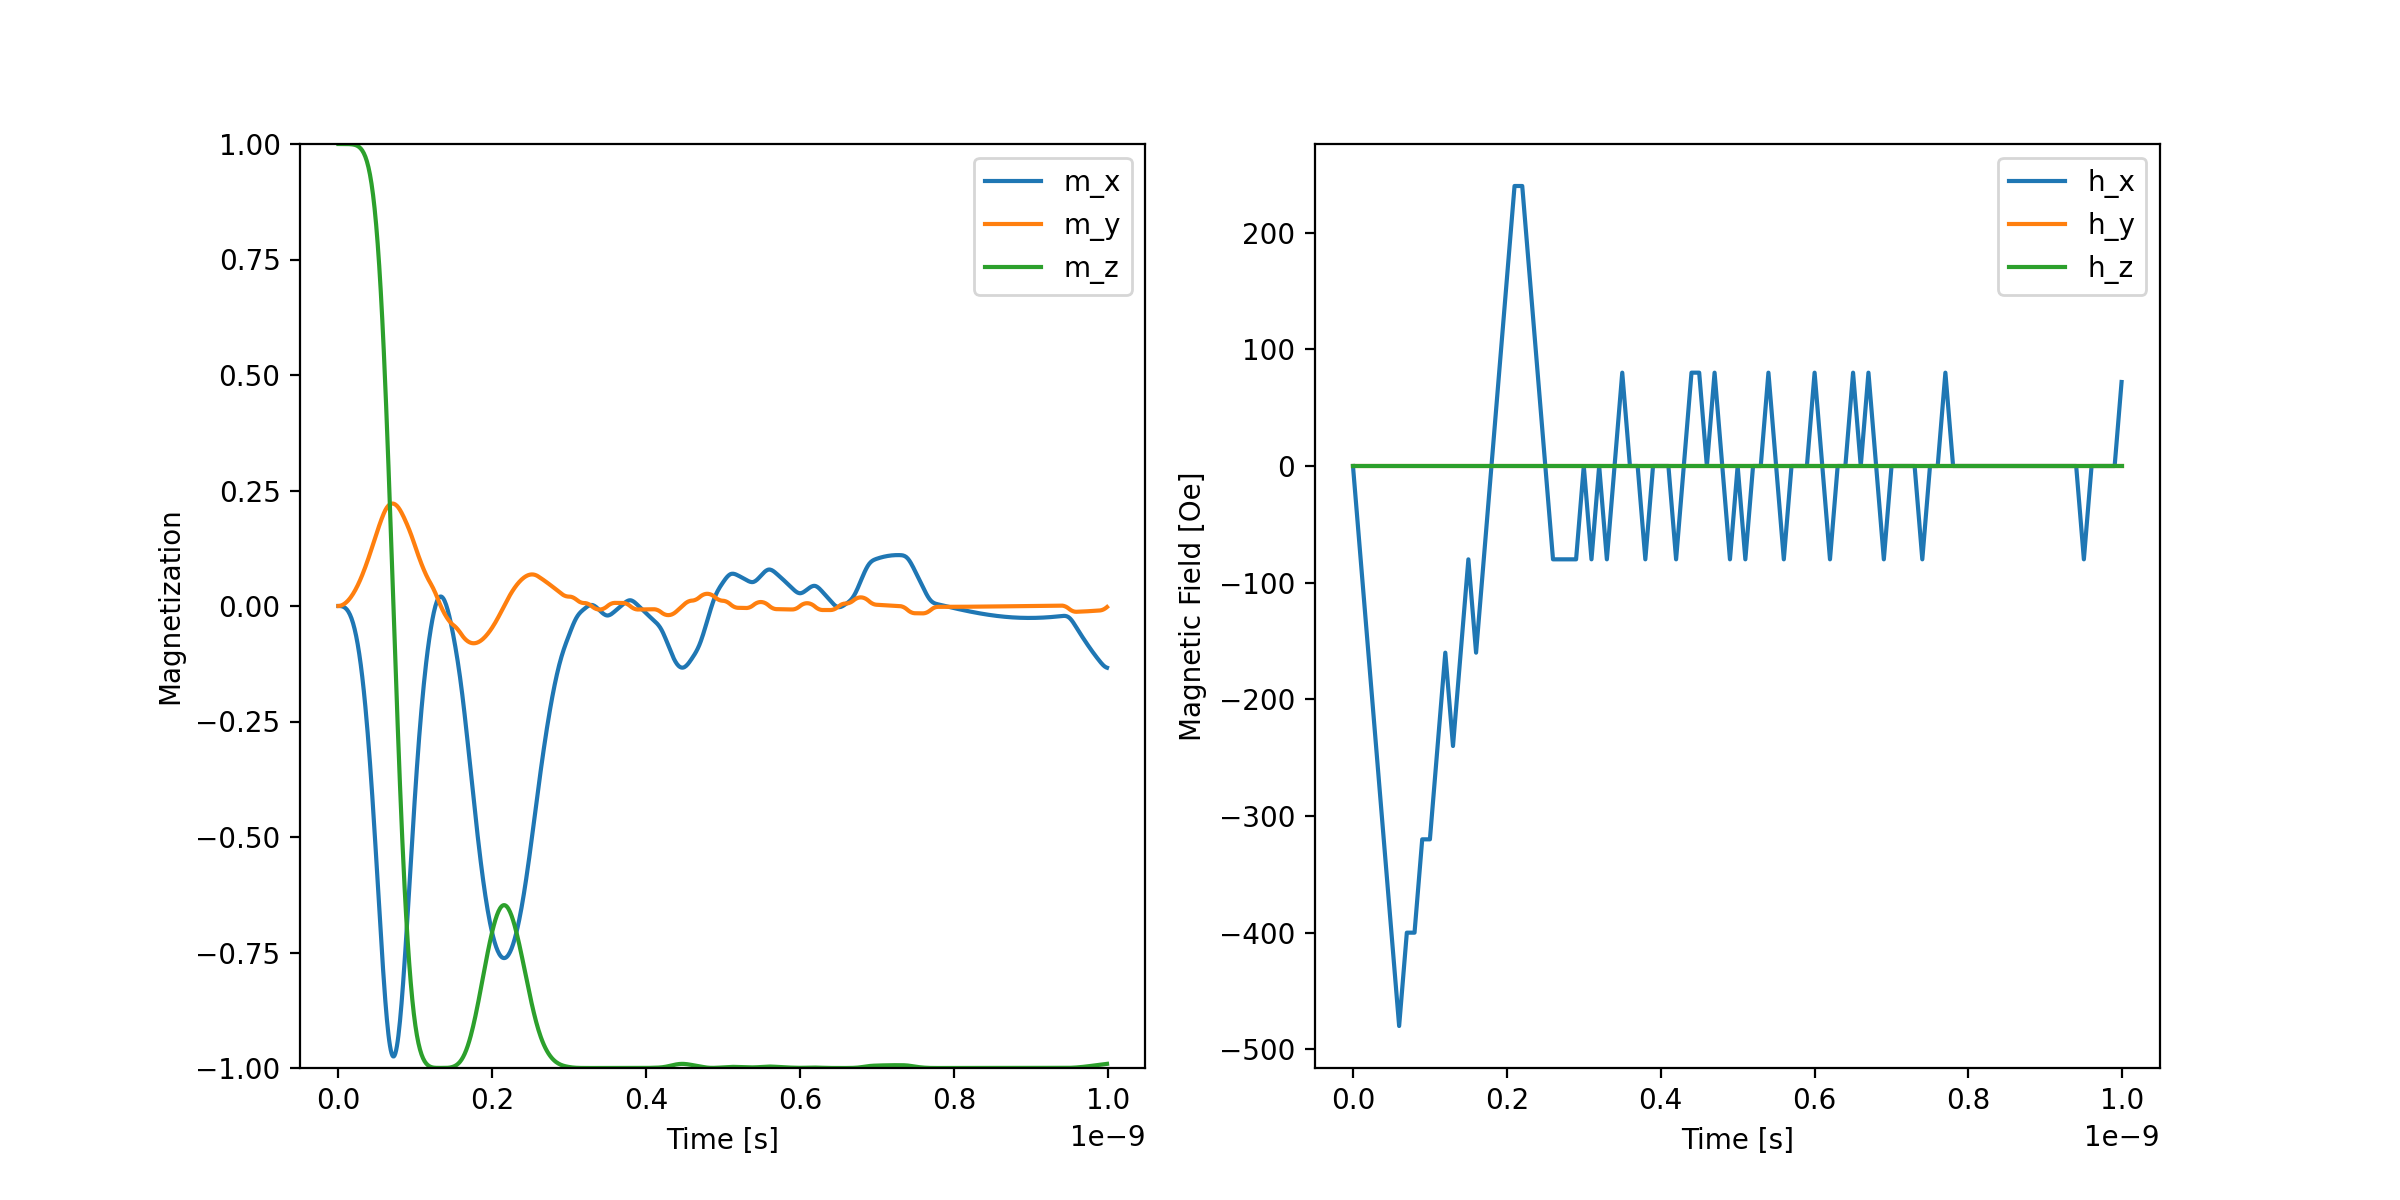 1.00
0.75
0.50
0.25
0.00
−0.25
−0.50
−0.75
−1.00
Magnetization
m_x
m_y
m_z
0.0 0.2 0.4 0.6 0.8 1.0
Time [s]
1e−9
200
100
0
−100
−200
−300
−400
−500
Magnetic Field [Oe]
h_x
h_y
h_z
0.0 0.2 0.4 0.6 0.8 1.0
Time [s]
1e−9